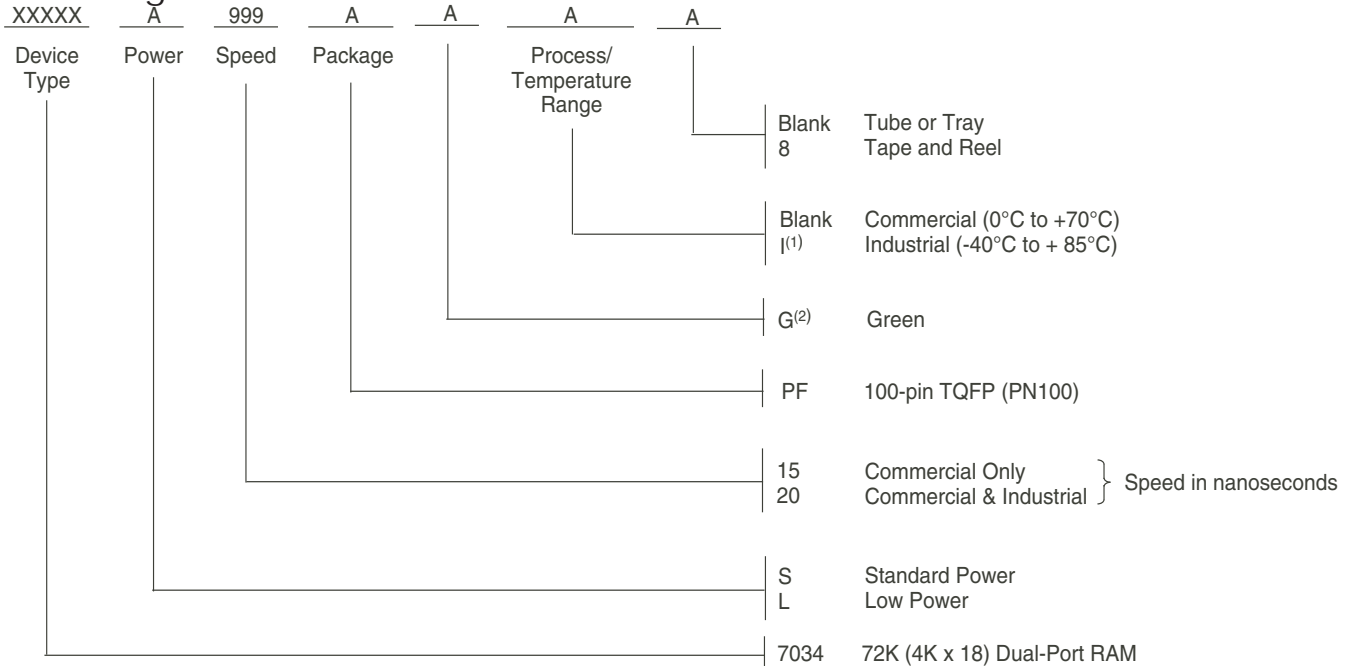 XXXXX A 999 A A A A
Device Type Power Speed Package Process/ Temperature Range
Blank Tube or Tray
8 Tape and Reel
Blank Commercial (0°C to +70°C)
I(1) Industrial (-40°C to + 85°C)
G(2) Green
PF 100-pin TQFP (PN100)
15 Commercial Only
20 Commercial & Industrial
Speed in nanoseconds
S Standard Power
L Low Power
7034 72K (4K x 18) Dual-Port RAM